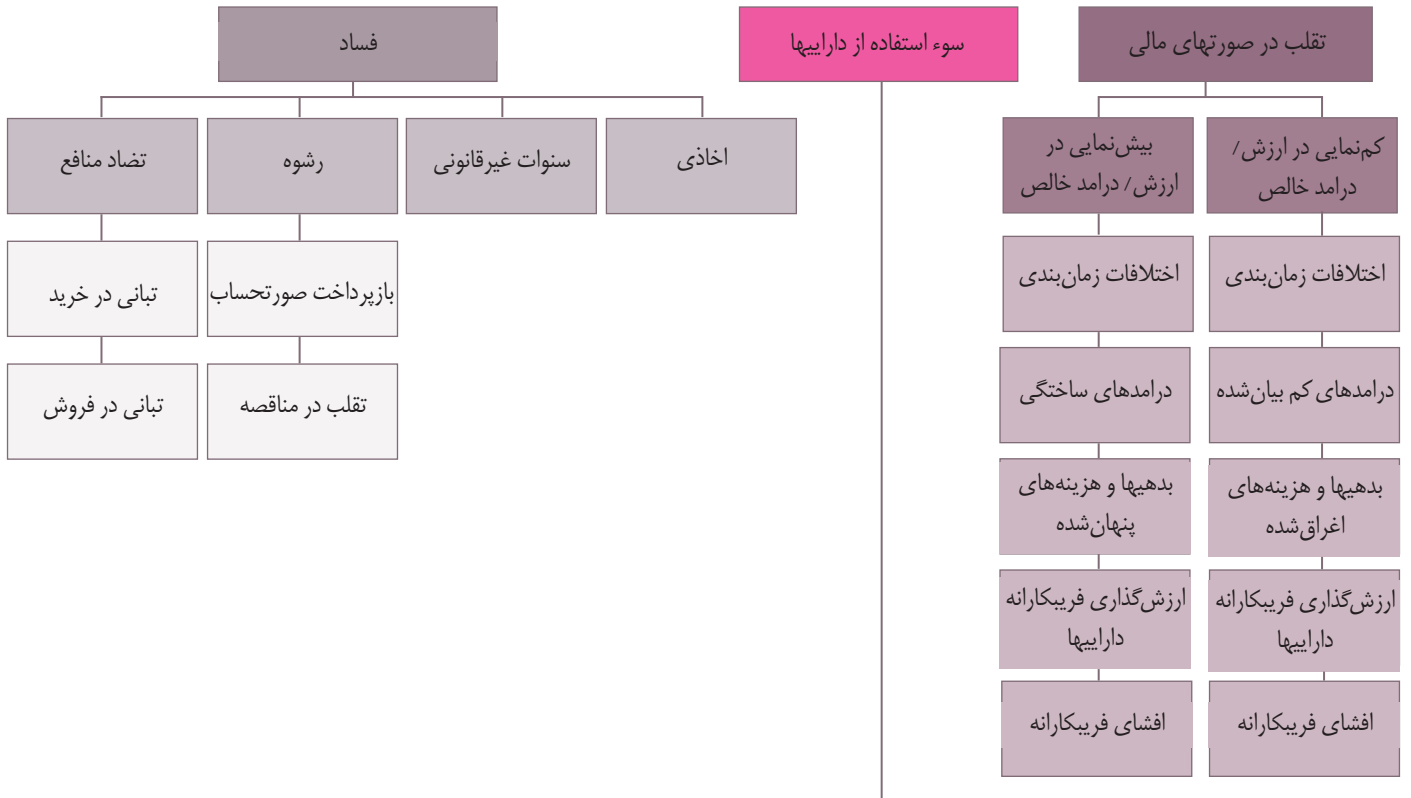 تقلب در صورتهای مالی
سوء استفاده از داراییها
فساد
کم‌نمایی در ارزش/
درامد خالص
بیش‌نمایی در
ارزش/ درامد خالص
اخاذی
سنوات غیرقانونی
رشوه
تضاد منافع
اختلافات زمان‌بندی
اختلافات زمان‌بندی
بازپرداخت صورتحساب
تبانی در خرید
درامدهای کم بیان‌شده
درامدهای ساختگی
تقلب در مناقصه
تبانی در فروش
بدهیها و هزینه‌های
اغراق‌شده
بدهیها و هزینه‌های
پنهان‌شده
ارزش‌گذاری فریبکارانه
داراییها
ارزش‌گذاری فریبکارانه
داراییها
افشای فریبکارانه
افشای فریبکارانه